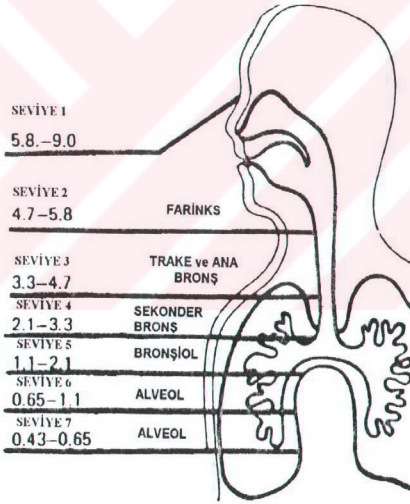 SEVİYE 1
5.8.–9.0
SEVİYE 2
4.7–5.8 FARİNKS
SEVİYE 3
3.3–4.7 TRAKE ve ANA
BRONŞ
SEVİYE 4
2.1–3.3 SEKONDER
BRONŞ
SEVİYE 5
1.1–2.1 BRONŞİOL
SEVİYE 6
0.65–1.1 ALVEOL
SEVİYE 7
0.43–0.65 ALVEOL